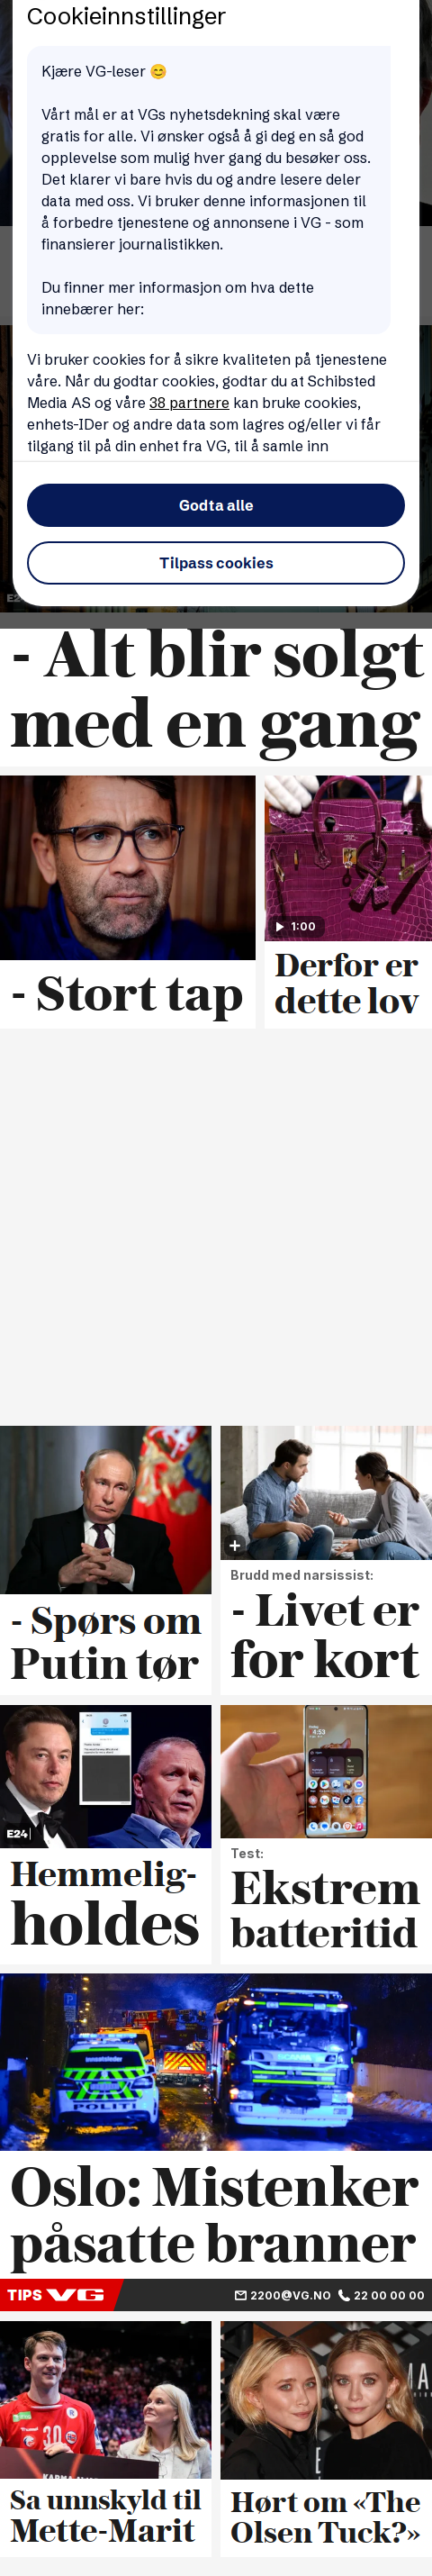 Cookieinnstillinger
Kjære VG-leser 😊
Vårt mål er at VGs nyhetsdekning skal være
gratis for alle. Vi ønsker også å gi deg en så god
opplevelse som mulig hver gang du besøker oss.
Det klarer vi bare hvis du og andre lesere deler
data med oss. Vi bruker denne informasjonen til
å forbedre tjenestene og annonsene i VG - som
finansierer journalistikken.
Du finner mer informasjon om hva dette
innebærer her:
Vi bruker cookies for å sikre kvaliteten på tjenestene
våre. Når du godtar cookies, godtar du at Schibsted
Media AS og våre 38 partnere kan bruke cookies,
enhets-IDer og andre data som lagres og/eller vi får
tilgang til på din enhet fra VG, til å samle inn
Godta alle
Tilpass cookies
- Alt blir solgt
med en gang
- Stort tap
1:00
Derfor er
dette lov
- Spørs om
Putin tør
Brudd med narsissist:
- Livet er
for kort
E24
Hemmelig-
holdes
4:53
Test:
Ekstrem
batteritid
POLITI
SCANIA
Oslo: Mistenker
påsatte branner
TIPS VG
2200@VG.NO
22 00 00 00
30
Sa unnskyld til
Mette-Marit
Hørt om «The
Olsen Tuck?»